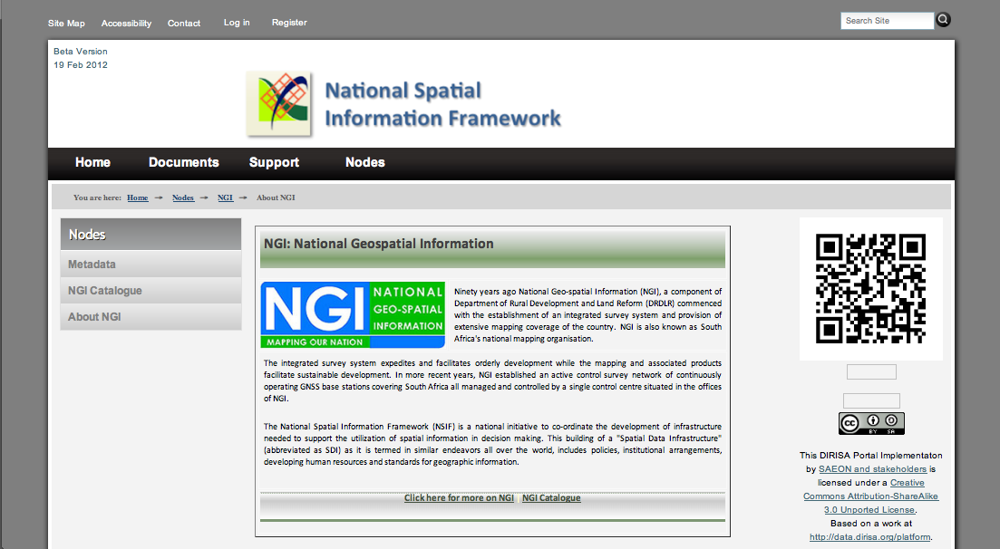 Site Map Accessibility Contact Log in Register
Search Site
Beta Version
19 Feb 2012
National Spatial
Information Framework
Home Documents Support Nodes
You are here: Home → Nodes → NGI → About NGI
Nodes
Metadata
NGI Catalogue
About NGI
NGI: National Geospatial Information
NGI
NATIONAL
GEO-SPATIAL
INFORMATION
MAPPING OUR NATION
Ninety years ago National Geo-spatial Information (NGI), a component of
Department of Rural Development and Land Reform (DRDLR) commenced
with the establishment of an integrated survey system and provision of
extensive mapping coverage of the country. NGI is also known as South
Africa's national mapping organisation.
The integrated survey system expedites and facilitates orderly development while the mapping and associated products
facilitate sustainable development. In more recent years, NGI established an active control survey network of continuously
operating GNSS base stations covering South Africa all managed and controlled by a single control centre situated in the offices
of NGI.
The National Spatial Information Framework (NSIF) is a national initiative to co-ordinate the development of infrastructure
needed to support the utilization of spatial information in decision making. This building of a "Spatial Data Infrastructure"
(abbreviated as SDI) as it is termed in similar endeavors all over the world, includes policies, institutional arrangements,
developing human resources and standards for geographic information.
Click here for more on NGI | NGI Catalogue
cc BY SA
This DIRISA Portal Implementaton
by SAEON and stakeholders is
licensed under a Creative
Commons Attribution-ShareAlike
3.0 Unported License.
Based on a work at
http://data.dirisa.org/platform.